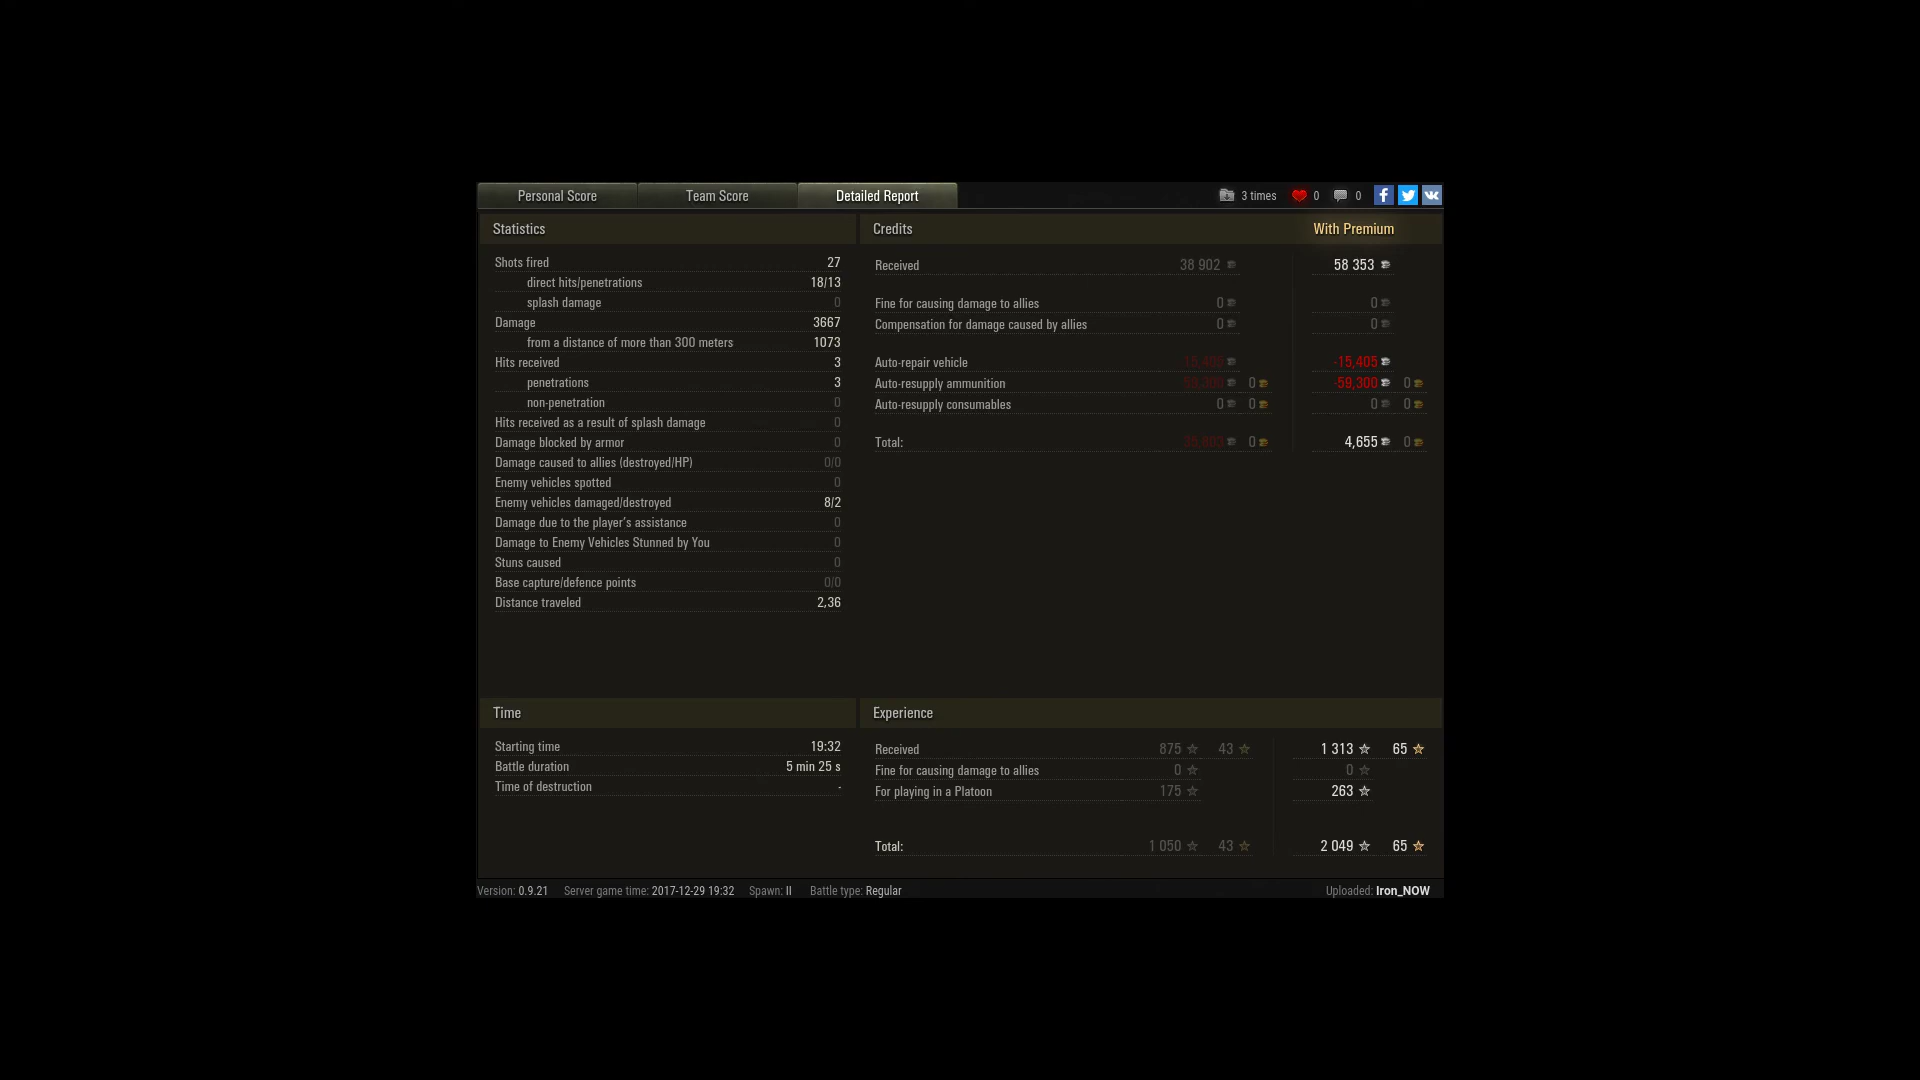 Personal Score Team Score Detailed Report 3 times 0 0
Statistics
Shots fired 27
direct hits/penetrations 18/13
splash damage 0
Damage 3667
from a distance of more than 300 meters 1073
Hits received 3
penetrations 3
non-penetration 0
Hits received as a result of splash damage 0
Damage blocked by armor 0
Damage caused to allies (destroyed/HP) 0/0
Enemy vehicles spotted 0
Enemy vehicles damaged/destroyed 8/2
Damage due to the player's assistance 0
Damage to Enemy Vehicles Stunned by You 0
Stuns caused 0
Base capture/defence points 0/0
Distance traveled 2,36
Credits With Premium
Received 38 902 58 353
Fine for causing damage to allies 0 0
Compensation for damage caused by allies 0 0
Auto-repair vehicle 15,405 -15,405
Auto-resupply ammunition 59,300 0 -59,300 0
Auto-resupply consumables 0 0 0 0
Total: 35,803 0 4,655 0
Time
Starting time 19:32
Battle duration 5 min 25 s
Time of destruction -
Experience
Received 875 43 1 313 65
Fine for causing damage to allies 0 0
For playing in a Platoon 175 263
Total: 1 050 43 2 049 65
Version: 0.9.21 Server game time: 2017-12-29 19:32 Spawn: II Battle type: Regular Uploaded: Iron_NOW